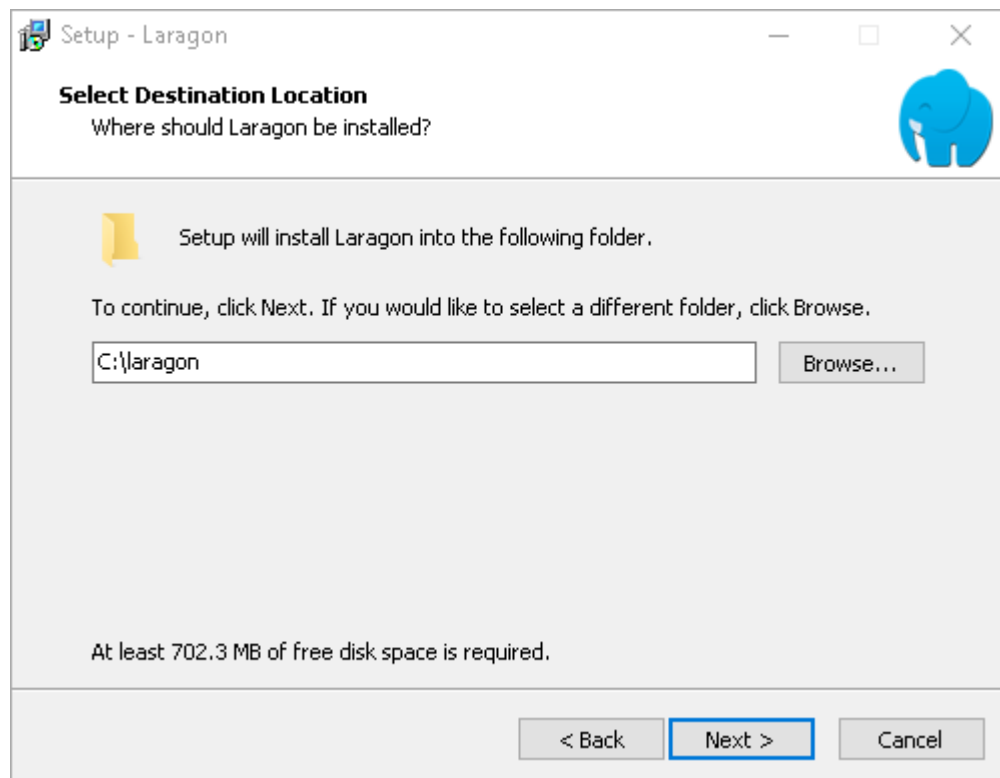 Setup - Laragon
Select Destination Location
Where should Laragon be installed?
Setup will install Laragon into the following folder.
To continue, click Next. If you would like to select a different folder, click Browse.
C:\laragon
Browse...
At least 702.3 MB of free disk space is required.
< Back
Next >
Cancel